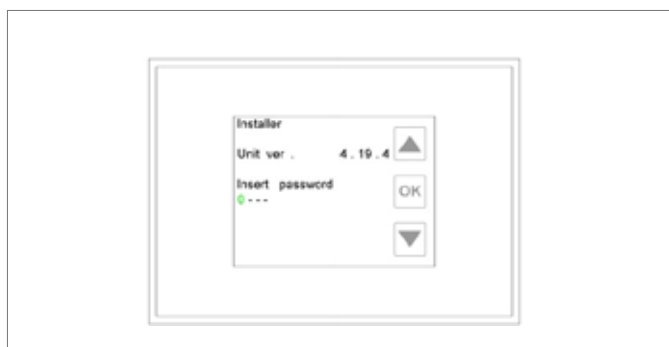 Installer
Unit ver . 4 . 19 . 4
Insert password
0 - - -
OK